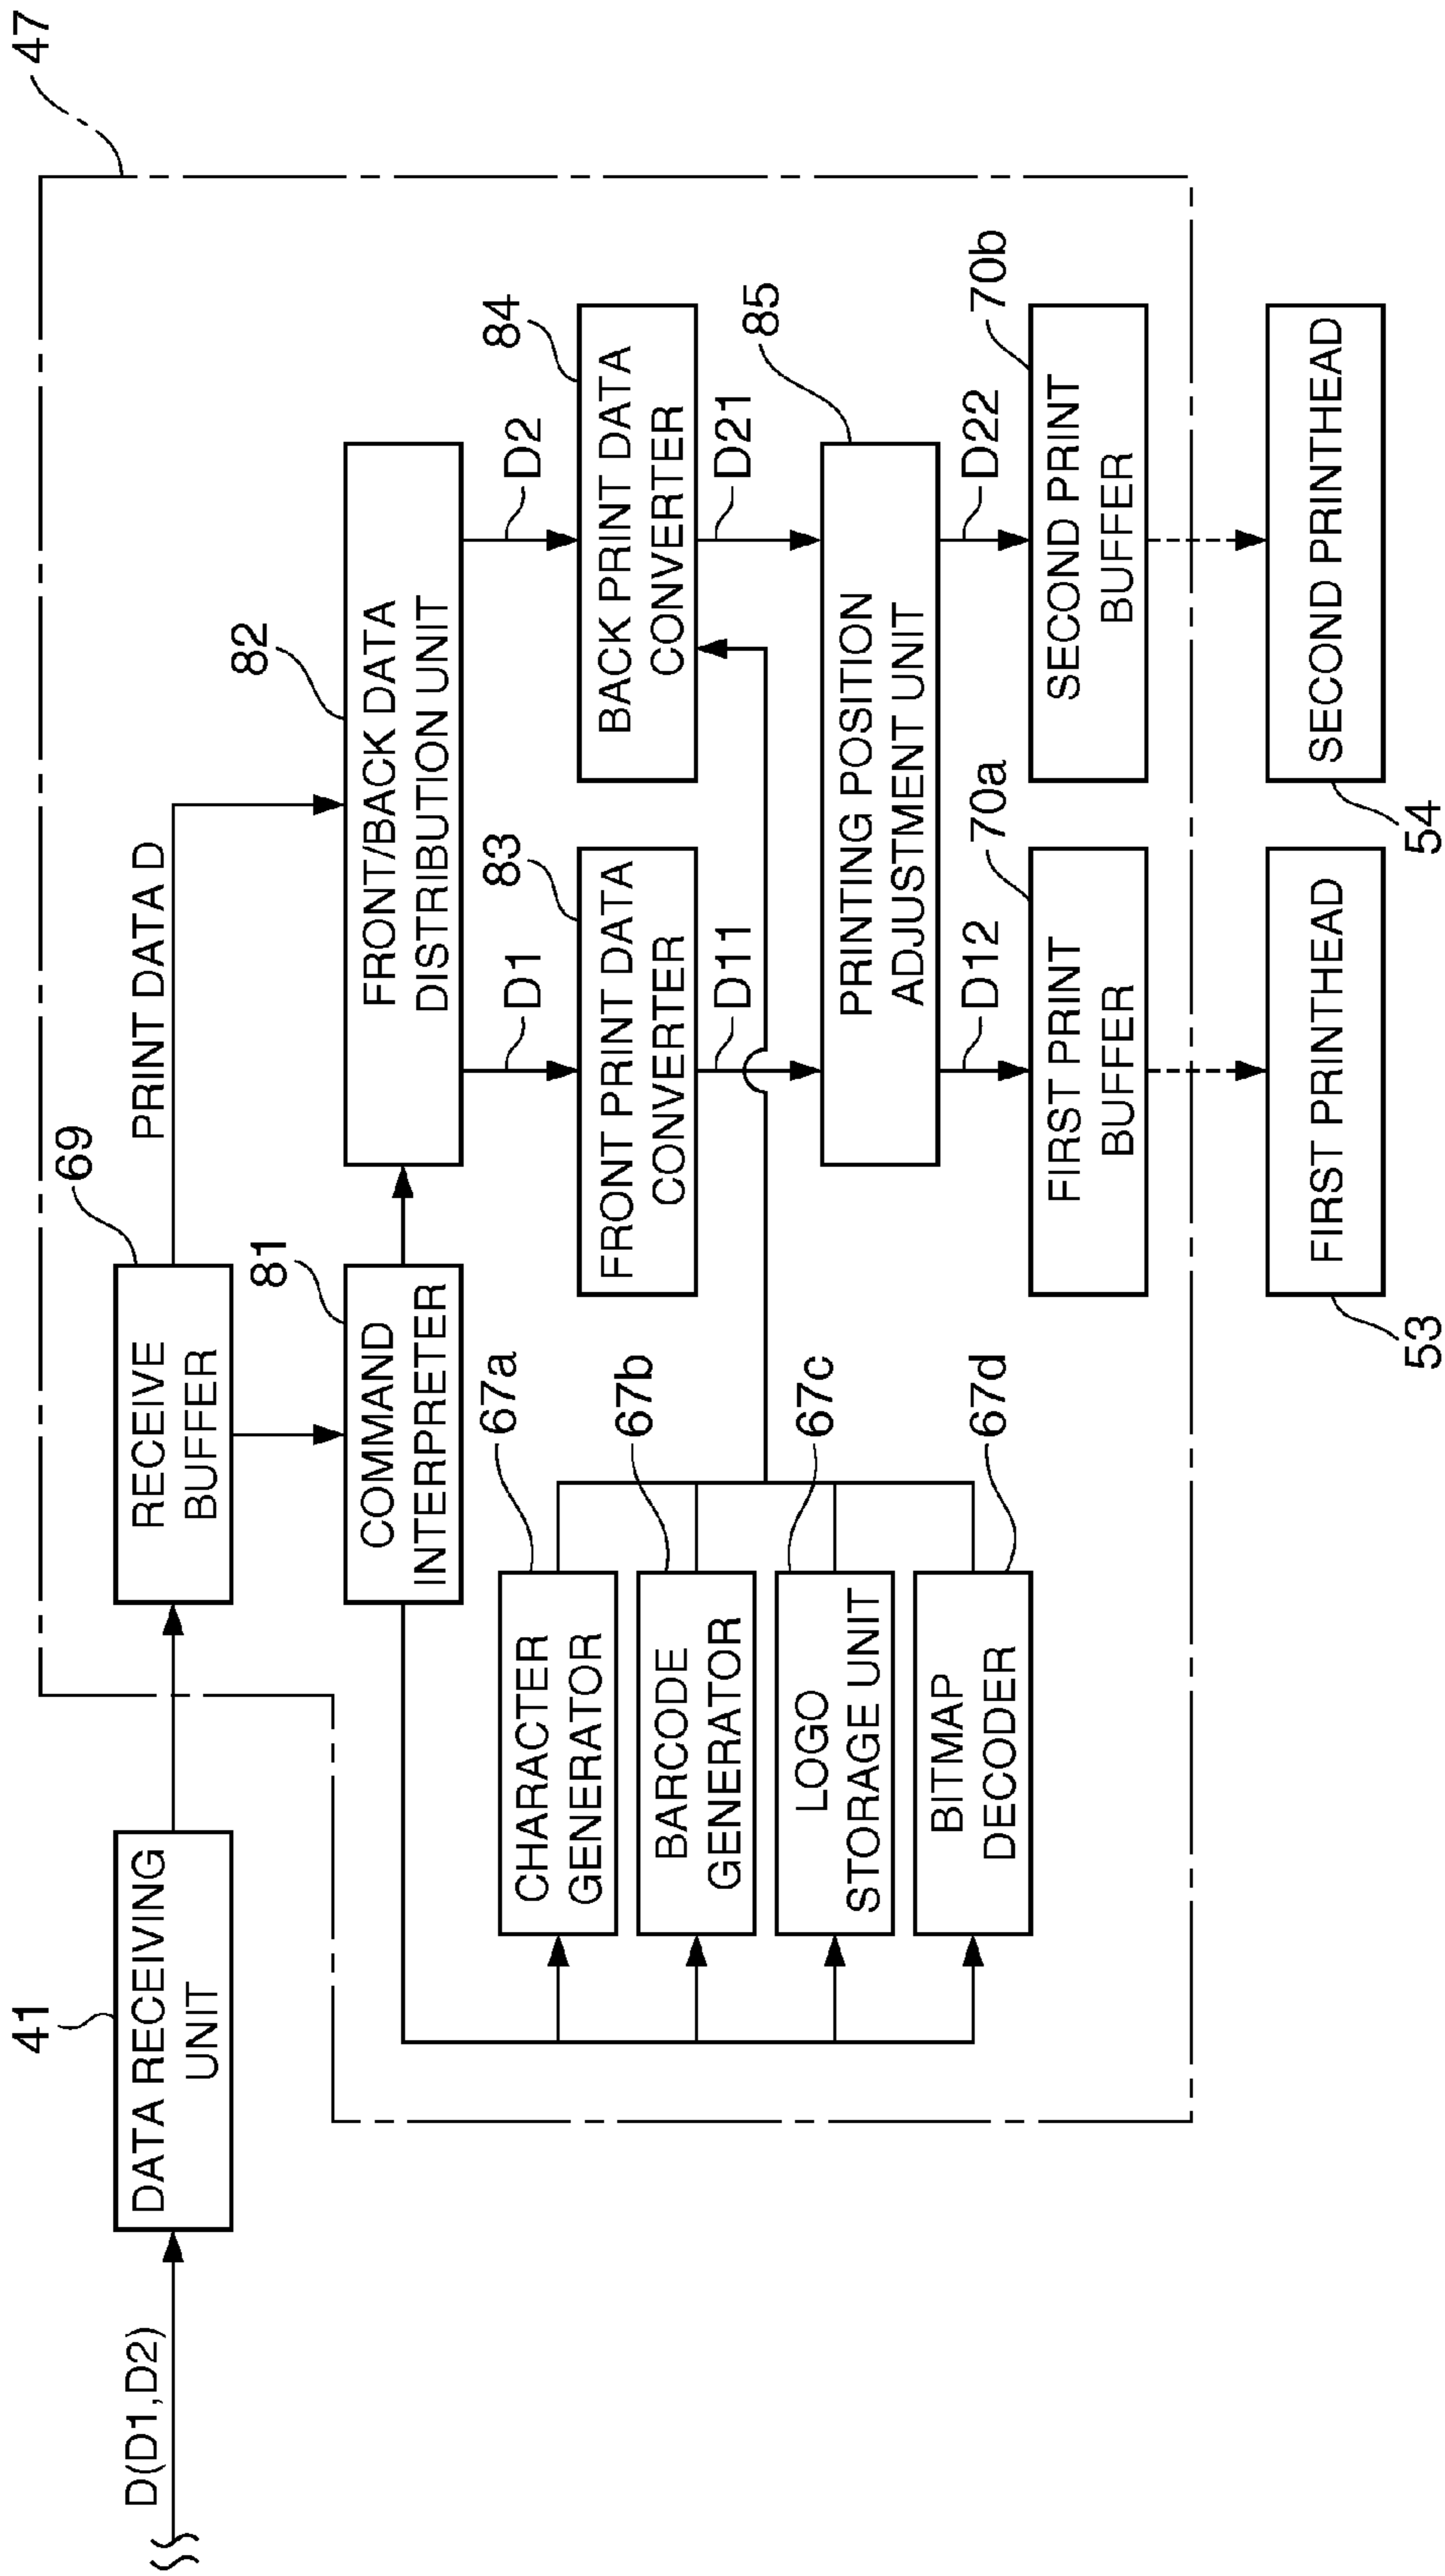 47
D(D1,D2)
41
DATA RECEIVING
UNIT
69
RECEIVE
BUFFER
PRINT DATA D
81
COMMAND
INTERPRETER
82
FRONT/BACK DATA
DISTRIBUTION UNIT
D1
D2
67a
CHARACTER
GENERATOR
67b
BARCODE
GENERATOR
67c
LOGO
STORAGE UNIT
67d
BITMAP
DECODER
83
FRONT PRINT DATA
CONVERTER
84
BACK PRINT DATA
CONVERTER
D11
D21
85
PRINTING POSITION
ADJUSTMENT UNIT
D12
D22
70a
FIRST PRINT
BUFFER
70b
SECOND PRINT
BUFFER
FIRST PRINTHEAD
53
SECOND PRINTHEAD
54